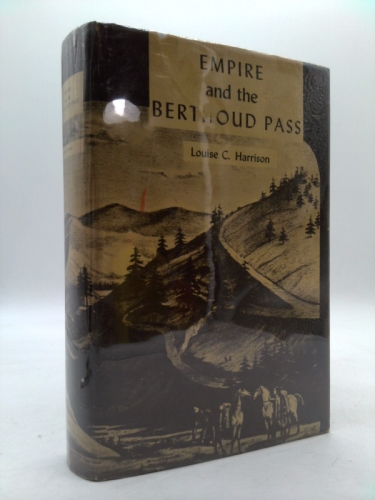 EMPIRE
and the
BERTHOUD PASS
Louise C. Harrison